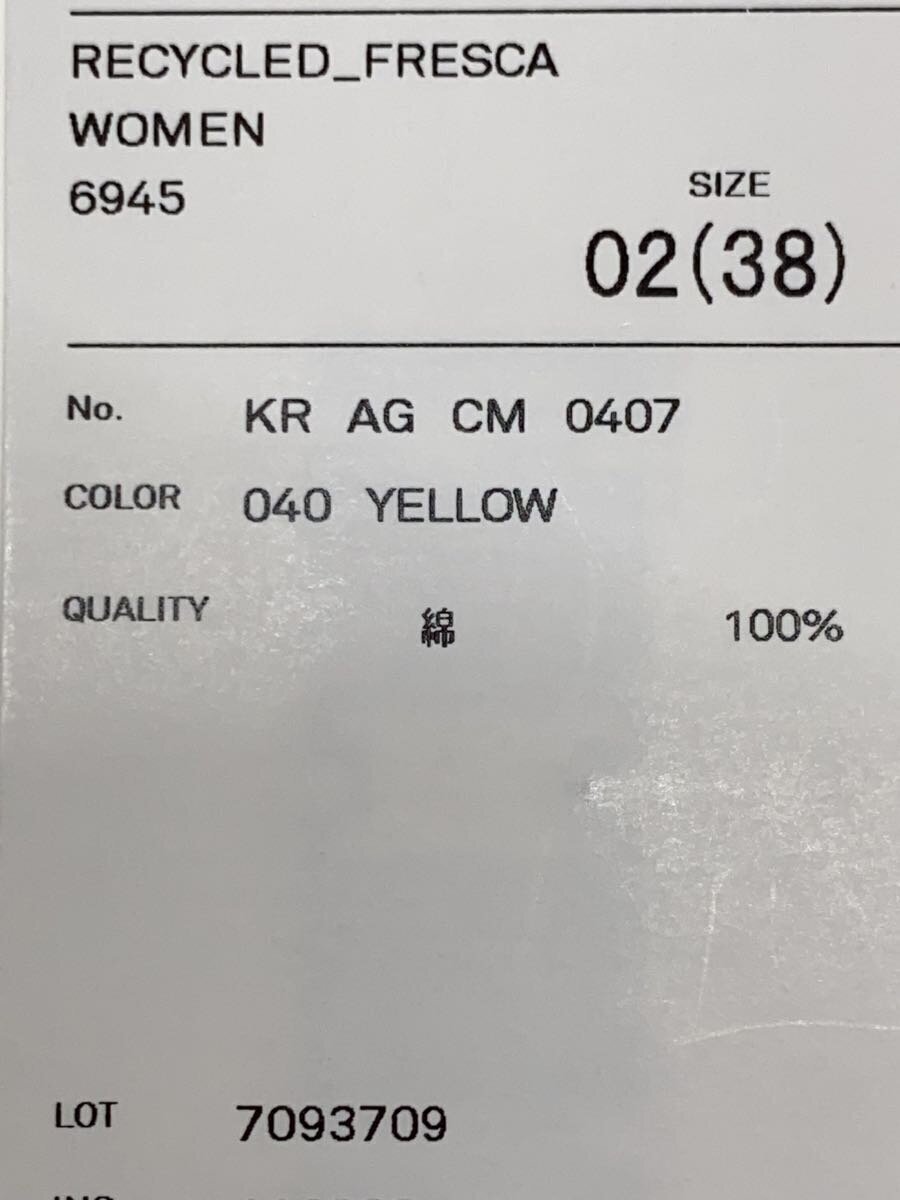 RECYCLED_FRESCA
WOMEN
6945
SIZE
02(38)
No. KR AG CM 0407
COLOR 040 YELLOW
QUALITY 綿 100%
LOT 7093709